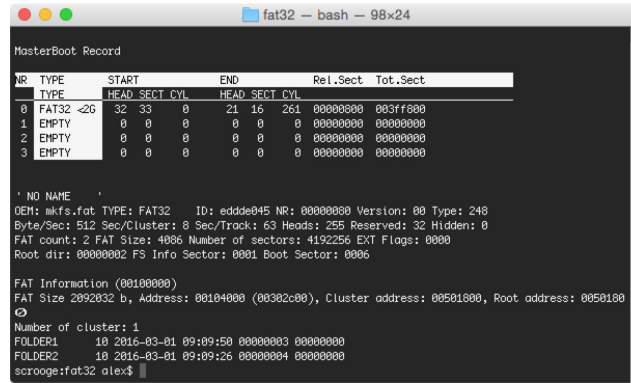 fat32 — bash — 98×24
MasterBoot Record
NR TYPE START END Rel.Sect Tot.Sect
TYPE HEAD SECT CYL HEAD SECT CYL
0 FAT32 <2G 32 33 0 21 16 261 00000800 003ff800
1 EMPTY 0 0 0 0 0 0 00000000 00000000
2 EMPTY 0 0 0 0 0 0 00000000 00000000
3 EMPTY 0 0 0 0 0 0 00000000 00000000
' NO NAME '
OEM: mkfs.fat TYPE: FAT32 ID: eddde045 NR: 00000080 Version: 00 Type: 248
Byte/Sec: 512 Sec/Cluster: 8 Sec/Track: 63 Heads: 255 Reserved: 32 Hidden: 0
FAT count: 2 FAT Size: 4086 Number of sectors: 4192256 EXT Flags: 0000
Root dir: 00000002 FS Info Sector: 0001 Boot Sector: 0006
FAT Information (00100000)
FAT Size 2092032 b, Address: 00104000 (00302c00), Cluster address: 00501800, Root address: 0050180
0
Number of cluster: 1
FOLDER1 10 2016-03-01 09:09:50 00000003 00000000
FOLDER2 10 2016-03-01 09:09:26 00000004 00000000
scrooge:fat32 alex$